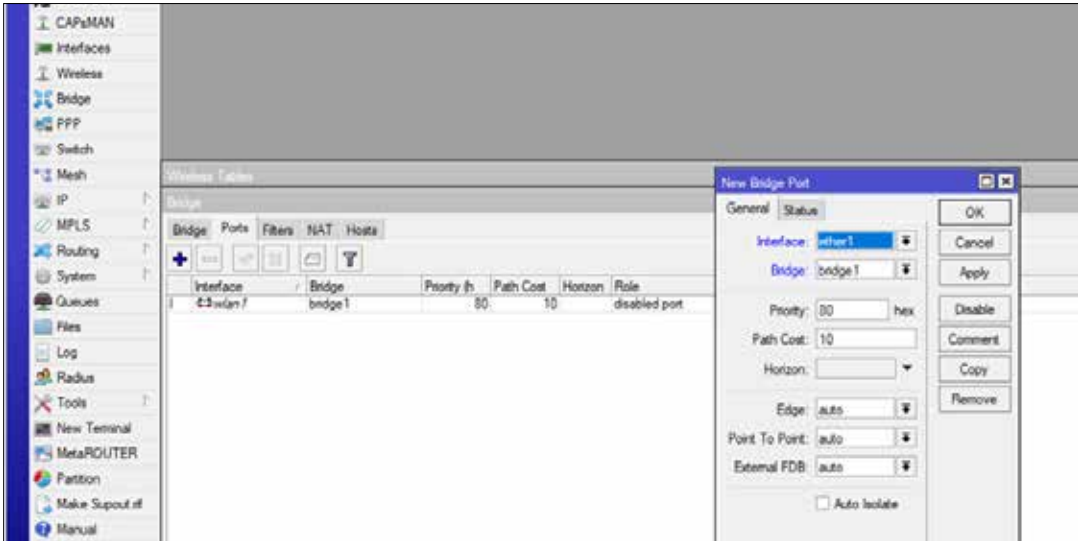 CAPsMAN
Interfaces
Wireless
Bridge
PPP
Switch
Mesh
IP
MPLS
Routing
System
Queues
Files
Log
Radius
Tools
New Terminal
MetaROUTER
Partition
Make Supout.rif
Manual
Wireless Tables
Bridge
Bridge Ports Filters NAT Hosts
Interface Bridge Priority (h Path Cost Horizon Role
I wlan1 bridge1 80 10 disabled port
New Bridge Port
General Status
Interface: ether1
Bridge: bridge1
Priority: 80 hex
Path Cost: 10
Horizon:
Edge: auto
Point To Point: auto
External FDB: auto
Auto Isolate
OK
Cancel
Apply
Disable
Comment
Copy
Remove